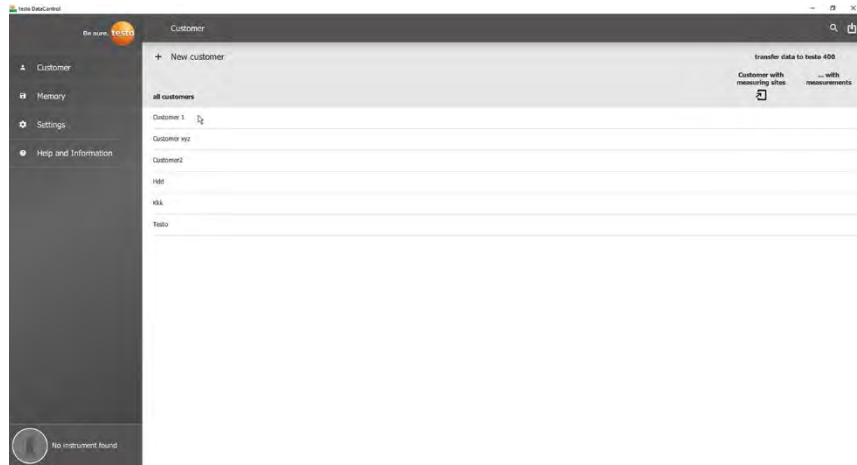 testo DataControl
Be sure. testo
Customer
Customer
Memory
Settings
Help and Information
No instrument found
+ New customer
transfer data to testo 400
Customer with measuring sites
... with measurements
all customers
Customer 1
Customer xyz
Customer2
Hdd
Kkk
Testo